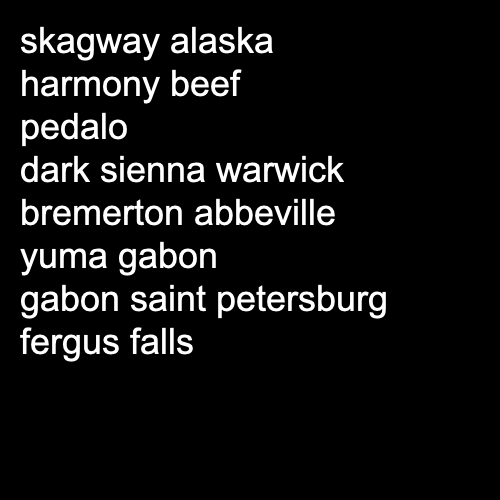 skagway alaska
harmony beef
pedalo
dark sienna warwick
bremerton abbeville
yuma gabon
gabon saint petersburg
fergus falls